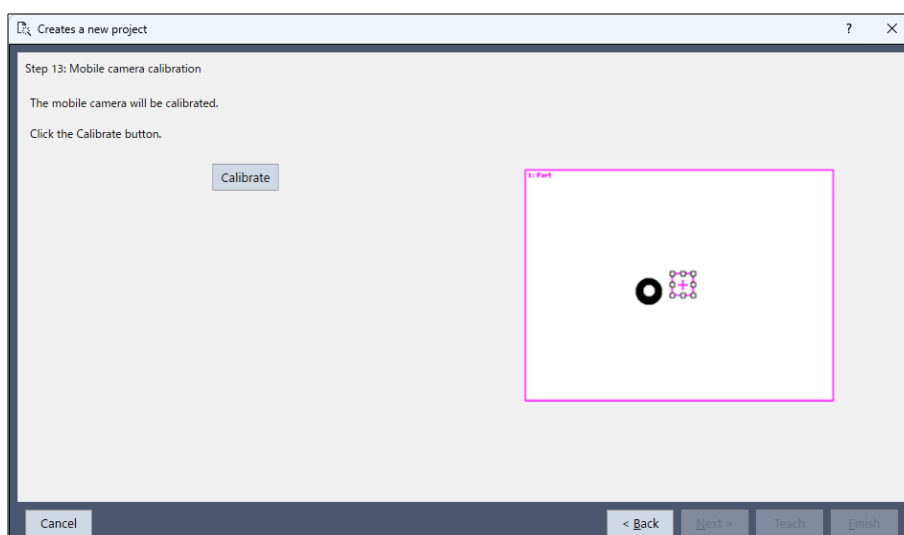 Creates a new project
?
Step 13: Mobile camera calibration
The mobile camera will be calibrated.
Click the Calibrate button.
Calibrate
1: Part
Cancel
< Back
Next >
Teach
Finish